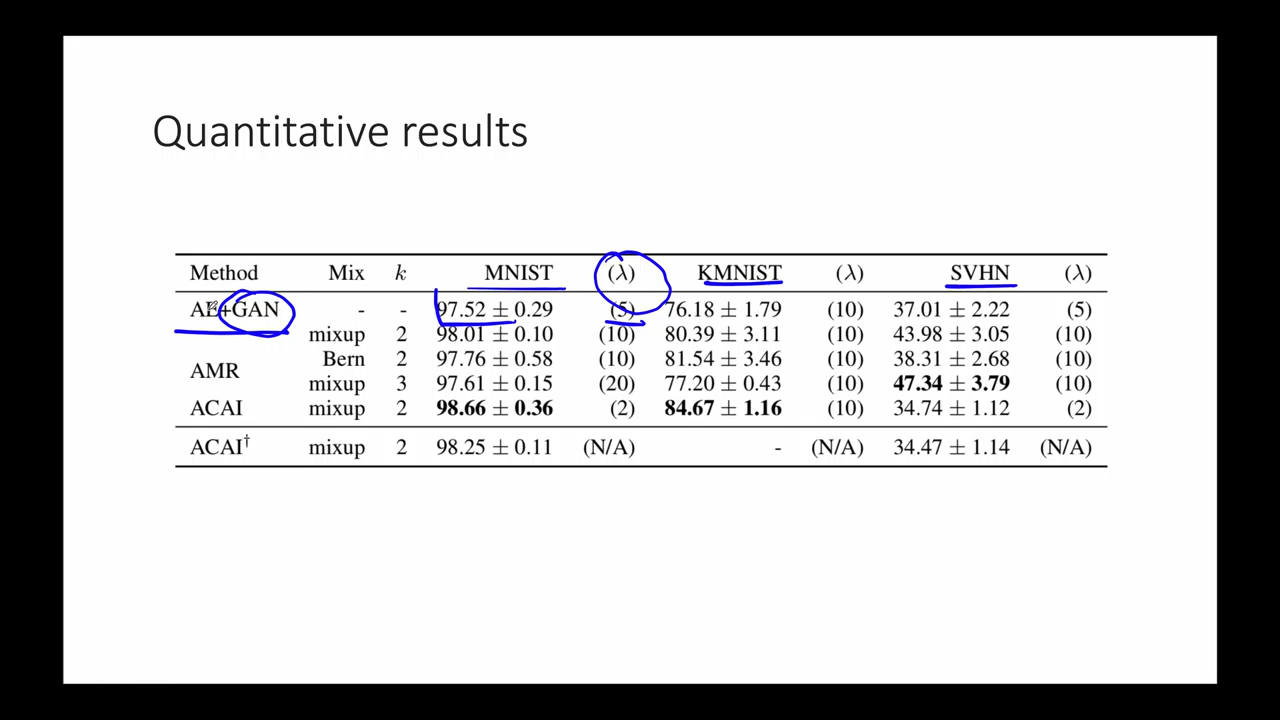 Quantitative results
Method Mix k MNIST (λ) KMNIST (λ) SVHN (λ)
AE+GAN - - 97.52 ± 0.29 (5) 76.18 ± 1.79 (10) 37.01 ± 2.22 (5)
mixup 2 98.01 ± 0.10 (10) 80.39 ± 3.11 (10) 43.98 ± 3.05 (10)
AMR Bern 2 97.76 ± 0.58 (10) 81.54 ± 3.46 (10) 38.31 ± 2.68 (10)
mixup 3 97.61 ± 0.15 (20) 77.20 ± 0.43 (10) 47.34 ± 3.79 (10)
ACAI mixup 2 98.66 ± 0.36 (2) 84.67 ± 1.16 (10) 34.74 ± 1.12 (2)
ACAI† mixup 2 98.25 ± 0.11 (N/A) - (N/A) 34.47 ± 1.14 (N/A)